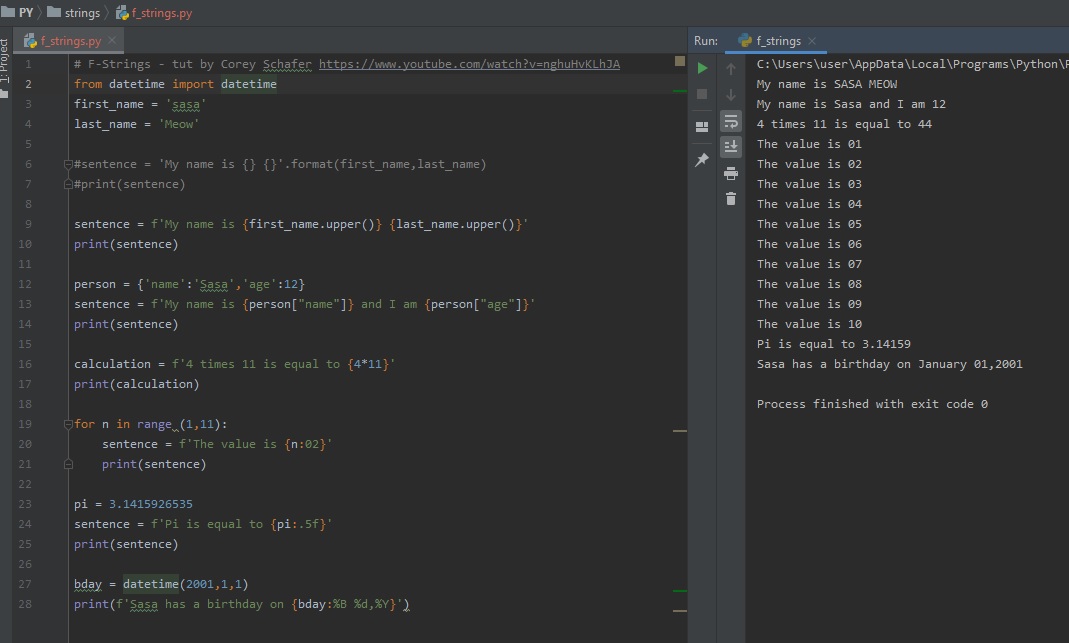 PY strings f_strings.py
f_strings.py
1: Project
1 # F-Strings - tut by Corey Schafer https://www.youtube.com/watch?v=nghuHvKLhJA
2 from datetime import datetime
3 first_name = 'sasa'
4 last_name = 'Meow'
5
6 #sentence = 'My name is {} {}'.format(first_name,last_name)
7 #print(sentence)
8
9 sentence = f'My name is {first_name.upper()} {last_name.upper()}'
10 print(sentence)
11
12 person = {'name':'Sasa','age':12}
13 sentence = f'My name is {person["name"]} and I am {person["age"]}'
14 print(sentence)
15
16 calculation = f'4 times 11 is equal to {4*11}'
17 print(calculation)
18
19 for n in range (1,11):
20     sentence = f'The value is {n:02}'
21     print(sentence)
22
23 pi = 3.1415926535
24 sentence = f'Pi is equal to {pi:.5f}'
25 print(sentence)
26
27 bday = datetime(2001,1,1)
28 print(f'Sasa has a birthday on {bday:%B %d,%Y}')
Run: f_strings
C:\Users\user\AppData\Local\Programs\Python\
My name is SASA MEOW
My name is Sasa and I am 12
4 times 11 is equal to 44
The value is 01
The value is 02
The value is 03
The value is 04
The value is 05
The value is 06
The value is 07
The value is 08
The value is 09
The value is 10
Pi is equal to 3.14159
Sasa has a birthday on January 01,2001
Process finished with exit code 0